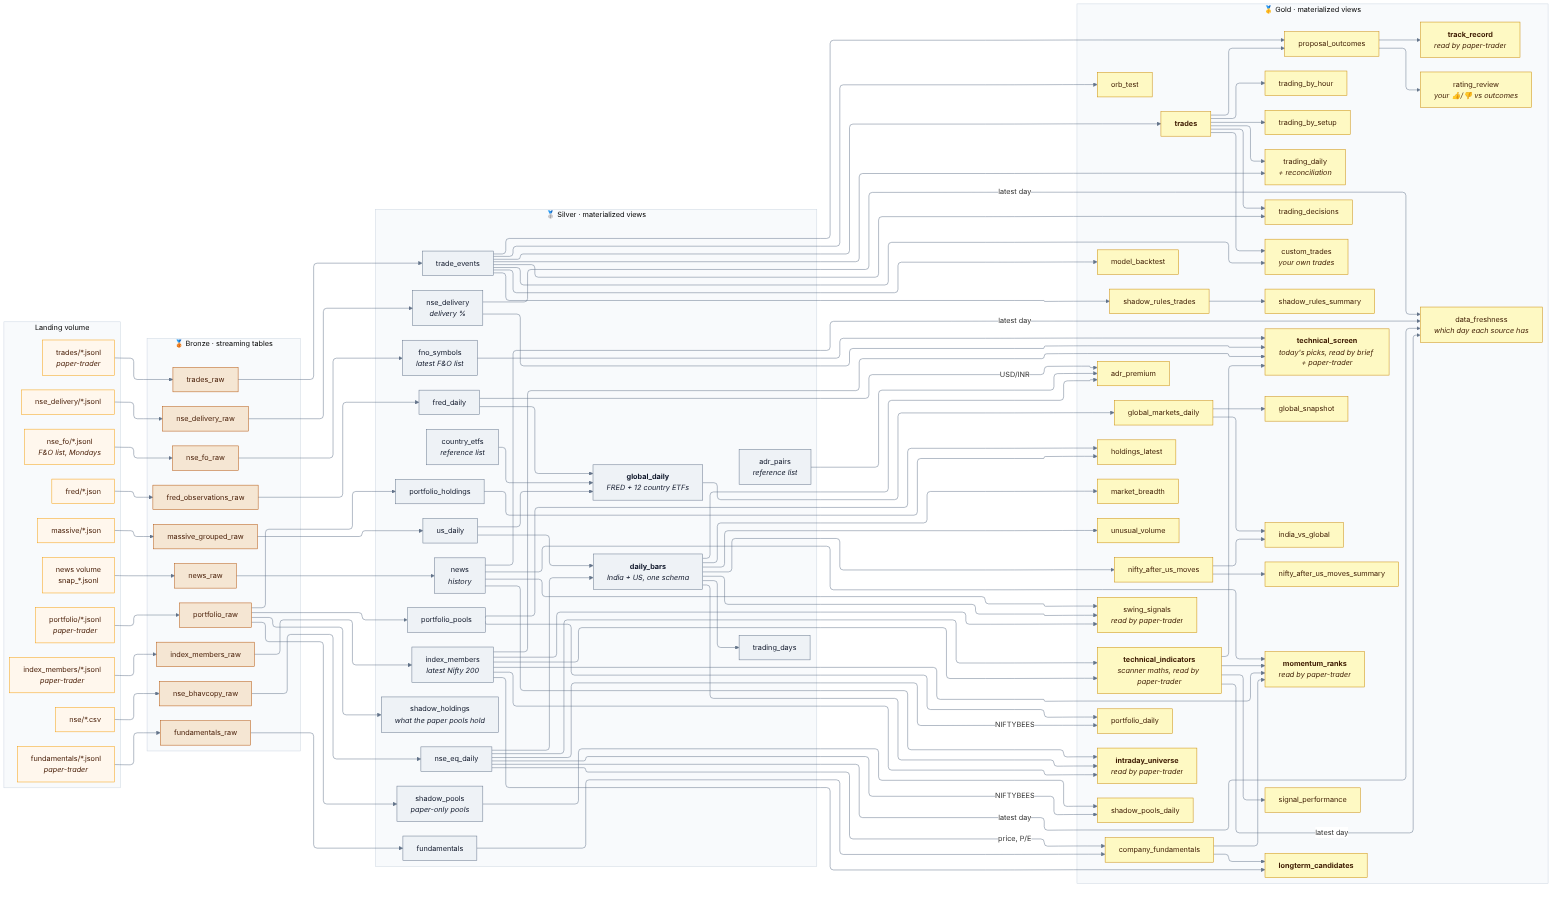 Landing volume
trades/*.jsonl
paper-trader
nse_delivery/*.jsonl
nse_fo/*.jsonl
F&O list, Mondays
fred/*.json
massive/*.json
news volume
snap_*.jsonl
portfolio/*.jsonl
paper-trader
index_members/*.jsonl
paper-trader
nse/*.csv
fundamentals/*.jsonl
paper-trader
🥉 Bronze · streaming tables
trades_raw
nse_delivery_raw
nse_fo_raw
fred_observations_raw
massive_grouped_raw
news_raw
portfolio_raw
index_members_raw
nse_bhavcopy_raw
fundamentals_raw
🥈 Silver · materialized views
trade_events
nse_delivery
delivery %
fno_symbols
latest F&O list
fred_daily
country_etfs
reference list
portfolio_holdings
us_daily
news
history
portfolio_pools
index_members
latest Nifty 200
shadow_holdings
what the paper pools hold
nse_eq_daily
shadow_pools
paper-only pools
fundamentals
global_daily
FRED + 12 country ETFs
daily_bars
India + US, one schema
adr_pairs
reference list
trading_days
latest day
latest day
USD/INR
NIFTYBEES
NIFTYBEES
latest day
price, P/E
latest day
🥇 Gold · materialized views
orb_test
trades
model_backtest
shadow_rules_trades
adr_premium
global_markets_daily
holdings_latest
market_breadth
unusual_volume
nifty_after_us_moves
swing_signals
read by paper-trader
technical_indicators
scanner maths, read by
paper-trader
portfolio_daily
intraday_universe
read by paper-trader
shadow_pools_daily
company_fundamentals
proposal_outcomes
trading_by_hour
trading_by_setup
trading_daily
+ reconciliation
trading_decisions
custom_trades
your own trades
shadow_rules_summary
technical_screen
today's picks, read by brief
+ paper-trader
global_snapshot
india_vs_global
nifty_after_us_moves_summary
momentum_ranks
read by paper-trader
signal_performance
longterm_candidates
track_record
read by paper-trader
rating_review
your 👍/👎 vs outcomes
data_freshness
which day each source has